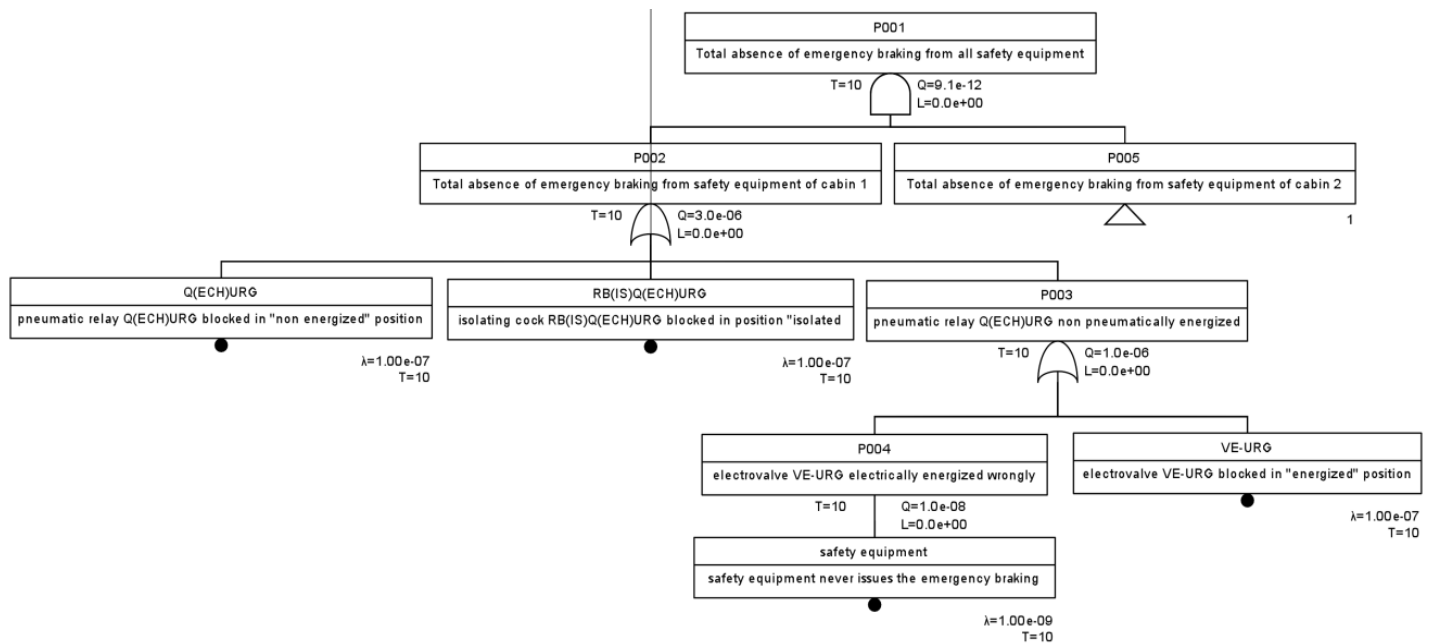 P001
Total absence of emergency braking from all safety equipment
T=10 Q=9.1e-12
L=0.0e+00
P002 P005
Total absence of emergency braking from safety equipment of cabin 1 Total absence of emergency braking from safety equipment of cabin 2
T=10 Q=3.0e-06 1
L=0.0e+00
Q(ECH)URG RB(IS)Q(ECH)URG P003
pneumatic relay Q(ECH)URG blocked in "non energized" position isolating cock RB(IS)Q(ECH)URG blocked in position "isolated pneumatic relay Q(ECH)URG non pneumatically energized
λ=1.00e-07 λ=1.00e-07 T=10 Q=1.0e-06
T=10 T=10 L=0.0e+00
P004 VE-URG
electrovalve VE-URG electrically energized wrongly electrovalve VE-URG blocked in "energized" position
T=10 Q=1.0e-08 λ=1.00e-07
L=0.0e+00 T=10
safety equipment
safety equipment never issues the emergency braking
λ=1.00e-09
T=10